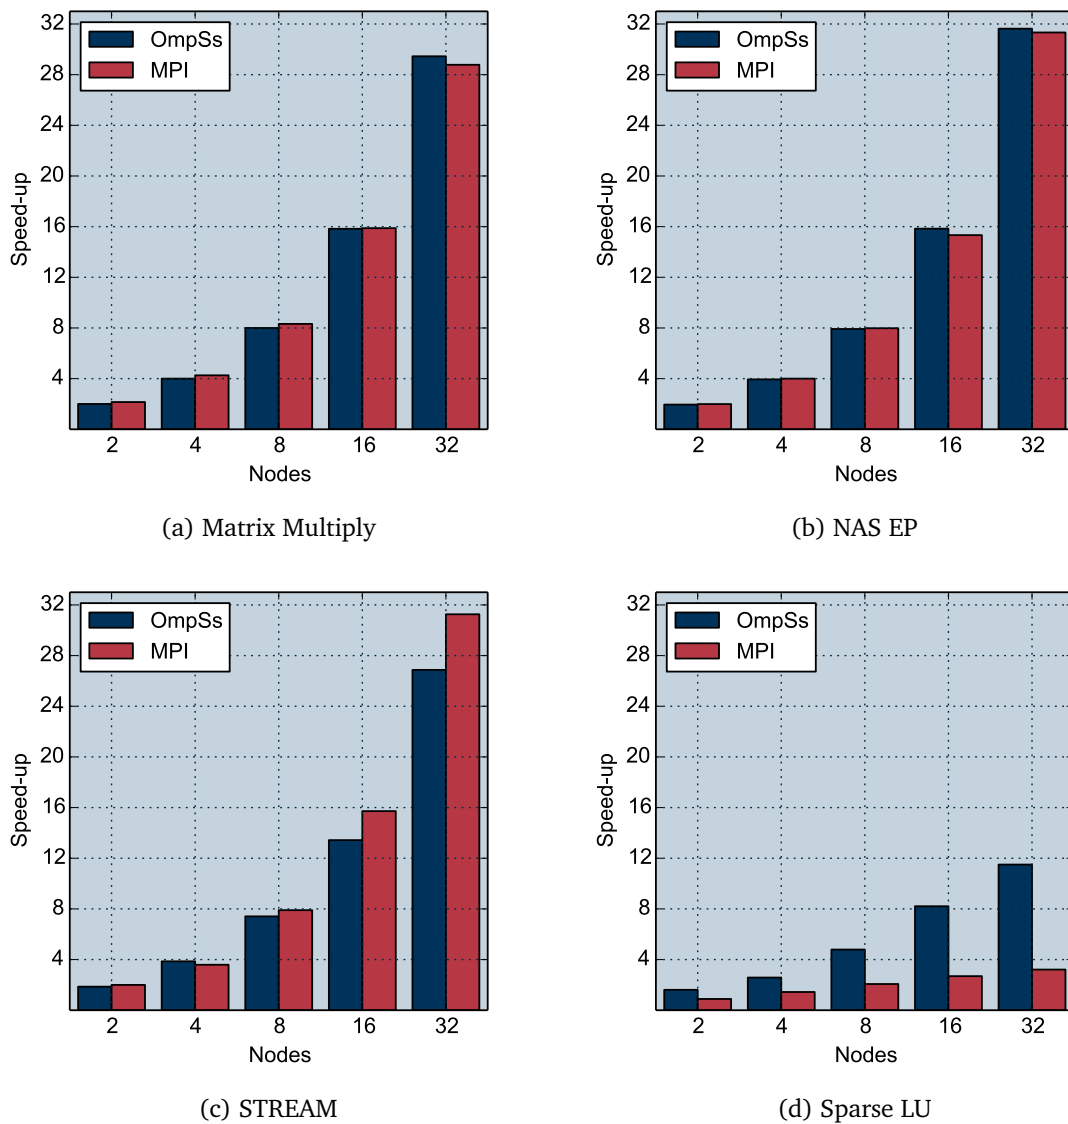 32
28
24
20
16
12
8
4
Speed-up
OmpSs
MPI
2 4 8 16 32
Nodes
(a) Matrix Multiply
32
28
24
20
16
12
8
4
Speed-up
OmpSs
MPI
2 4 8 16 32
Nodes
(b) NAS EP
32
28
24
20
16
12
8
4
Speed-up
OmpSs
MPI
2 4 8 16 32
Nodes
(c) STREAM
32
28
24
20
16
12
8
4
Speed-up
OmpSs
MPI
2 4 8 16 32
Nodes
(d) Sparse LU